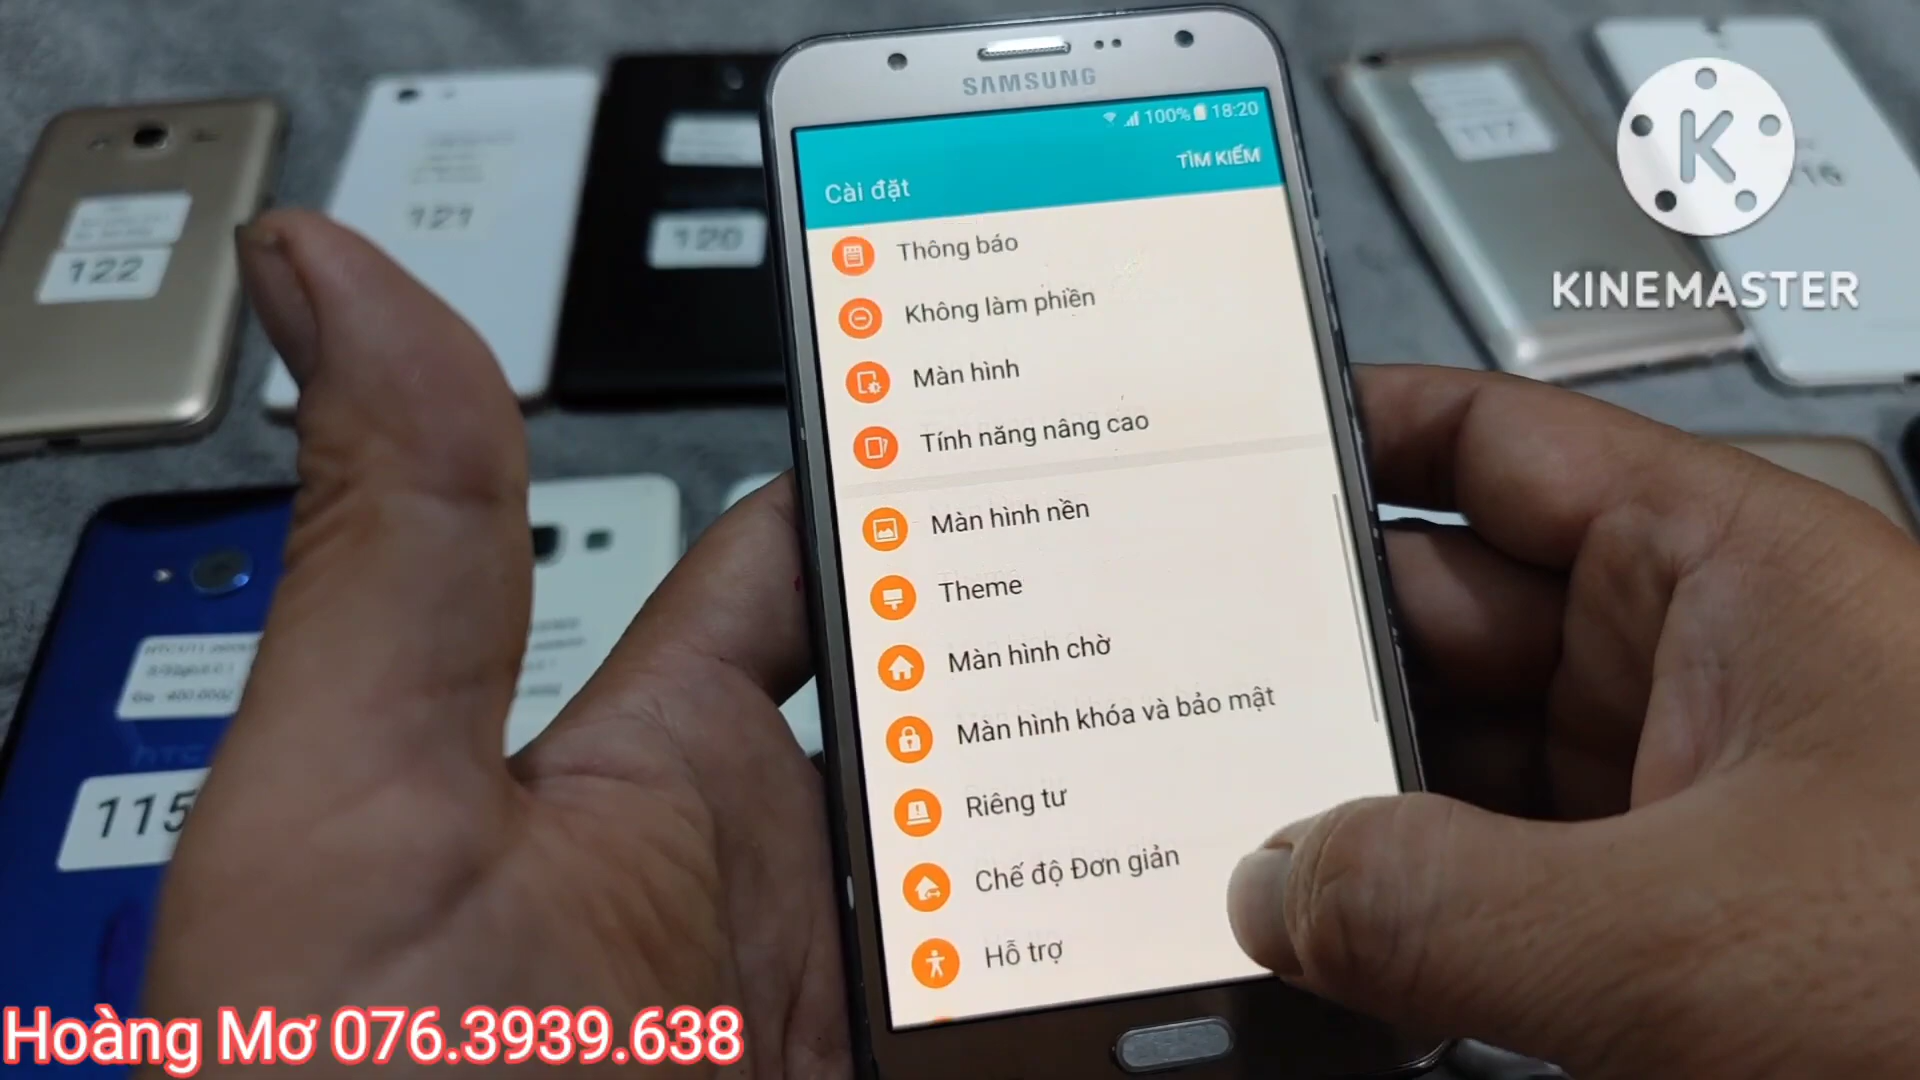 SAMSUNG
100% 18:20
TÌM KIẾM
Cài đặt
Thông báo
Không làm phiền
Màn hình
Tính năng nâng cao
Màn hình nền
Theme
Màn hình chờ
Màn hình khóa và bảo mật
Riêng tư
Chế độ Đơn giản
Hỗ trợ
122
121
120
117
K
KINEMASTER
115
Hoàng Mơ 076.3939.638